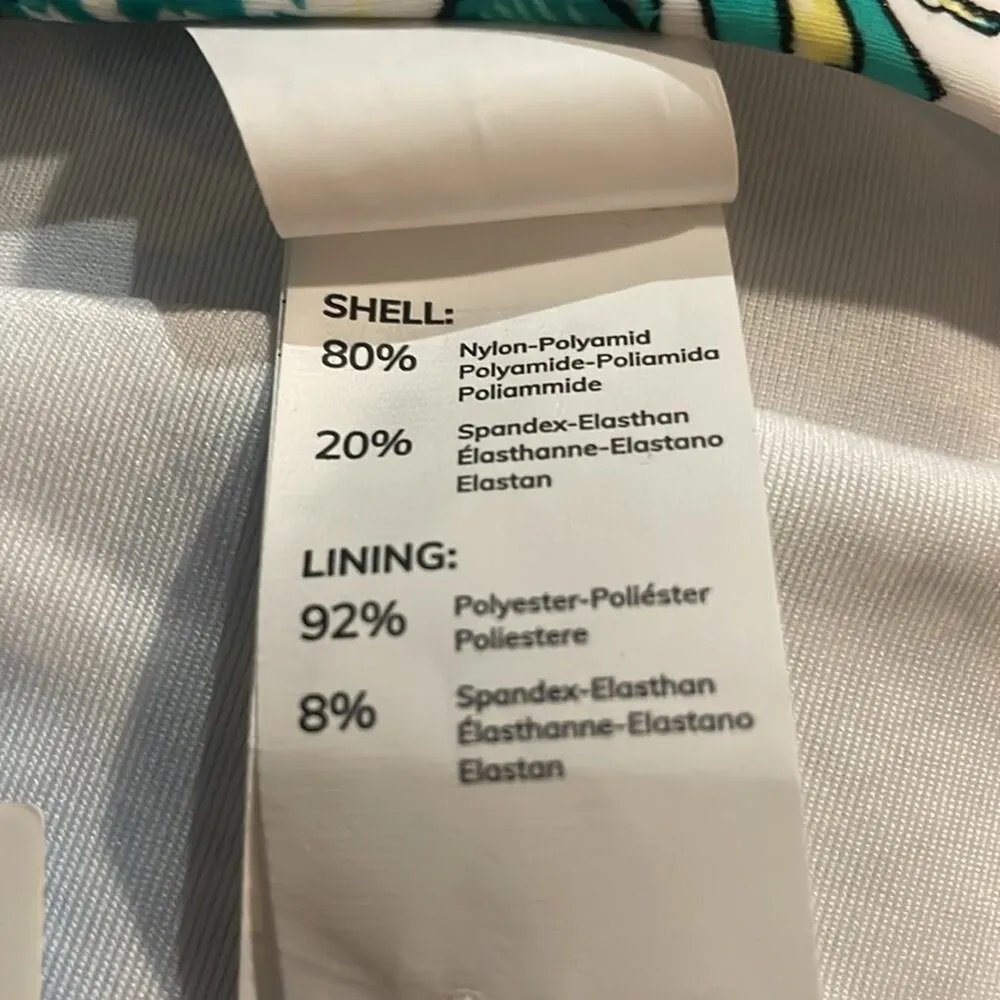 SHELL:
80% Nylon-Polyamid
Polyamide-Poliamida
Poliammide
20% Spandex-Elasthan
Élasthanne-Elastano
Elastan
LINING:
92% Polyester-Poliéster
Poliestere
8% Spandex-Elasthan
Élasthanne-Elastano
Elastan